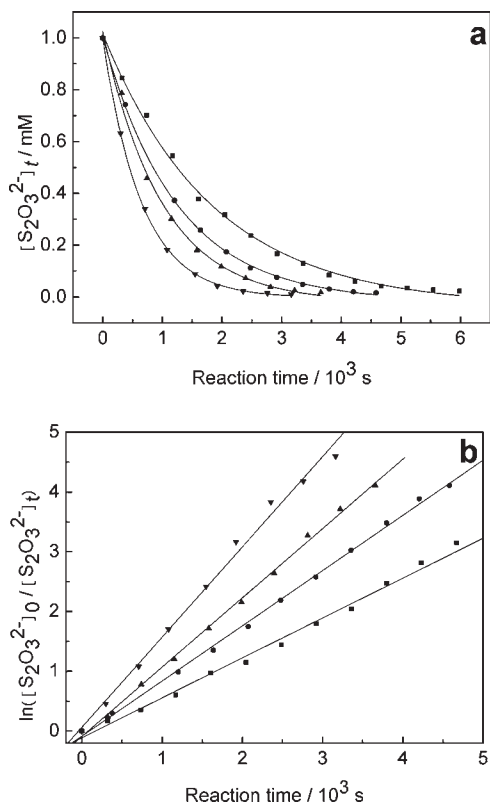 a
1.0
0.8
0.6
0.4
0.2
0.0
[S₂O₃²⁻]ₜ / mM
0 1 2 3 4 5 6
Reaction time / 10³ s
b
5
4
3
2
1
0
ln([S₂O₃²⁻]₀ / [S₂O₃²⁻]ₜ)
0 1 2 3 4 5
Reaction time / 10³ s